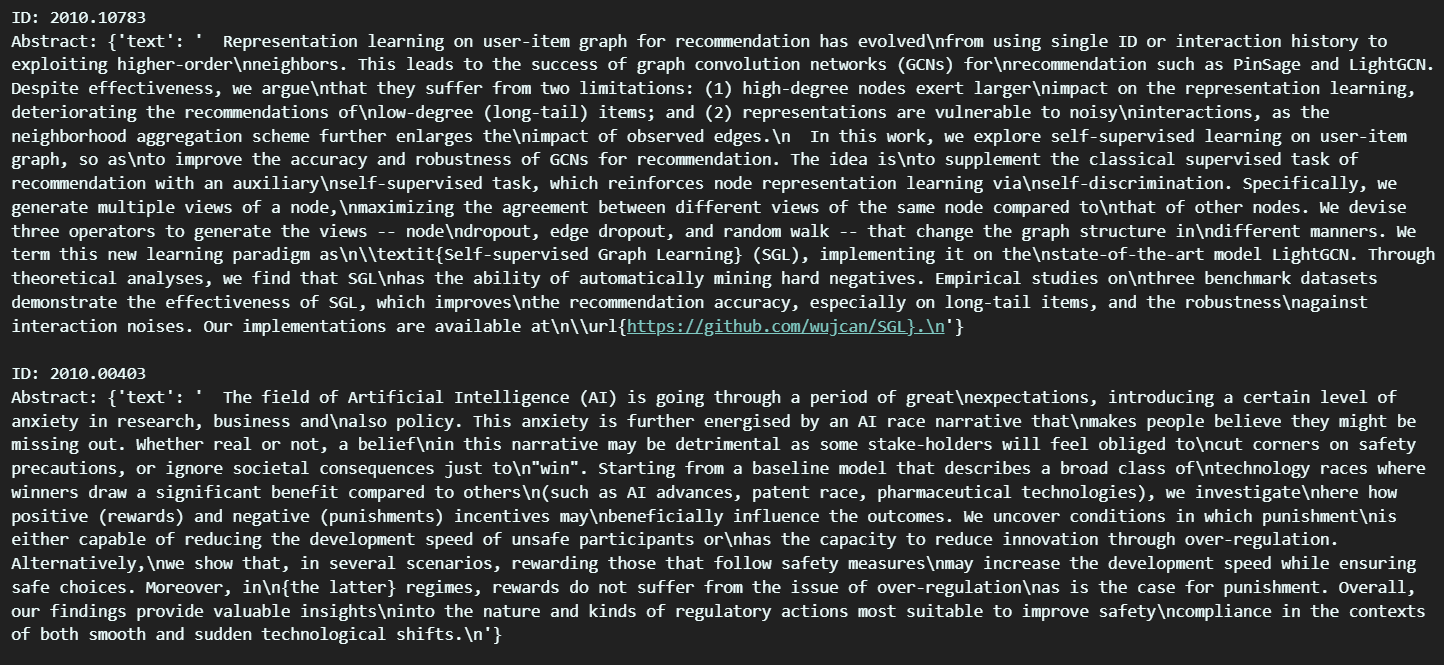 ID: 2010.10783
Abstract: {'text': '  Representation learning on user-item graph for recommendation has evolved\nfrom using single ID or interaction history to
exploiting higher-order\nneighbors. This leads to the success of graph convolution networks (GCNs) for\nrecommendation such as PinSage and LightGCN.
Despite effectiveness, we argue\nthat they suffer from two limitations: (1) high-degree nodes exert larger\nimpact on the representation learning,
deteriorating the recommendations of\nlow-degree (long-tail) items; and (2) representations are vulnerable to noisy\ninteractions, as the
neighborhood aggregation scheme further enlarges the\nimpact of observed edges.\n  In this work, we explore self-supervised learning on user-item
graph, so as\nto improve the accuracy and robustness of GCNs for recommendation. The idea is\nto supplement the classical supervised task of
recommendation with an auxiliary\nself-supervised task, which reinforces node representation learning via\nself-discrimination. Specifically, we
generate multiple views of a node,\nmaximizing the agreement between different views of the same node compared to\nthat of other nodes. We devise
three operators to generate the views -- node\ndropout, edge dropout, and random walk -- that change the graph structure in\ndifferent manners. We
term this new learning paradigm as\n\\textit{Self-supervised Graph Learning} (SGL), implementing it on the\nstate-of-the-art model LightGCN. Through
theoretical analyses, we find that SGL\nhas the ability of automatically mining hard negatives. Empirical studies on\nthree benchmark datasets
demonstrate the effectiveness of SGL, which improves\nthe recommendation accuracy, especially on long-tail items, and the robustness\nagainst
interaction noises. Our implementations are available at\n\\url{https://github.com/wujcan/SGL}.\n'}
ID: 2010.00403
Abstract: {'text': '  The field of Artificial Intelligence (AI) is going through a period of great\nexpectations, introducing a certain level of
anxiety in research, business and\nalso policy. This anxiety is further energised by an AI race narrative that\nmakes people believe they might be
missing out. Whether real or not, a belief\nin this narrative may be detrimental as some stake-holders will feel obliged to\ncut corners on safety
precautions, or ignore societal consequences just to\n"win". Starting from a baseline model that describes a broad class of\ntechnology races where
winners draw a significant benefit compared to others\n(such as AI advances, patent race, pharmaceutical technologies), we investigate\nhere how
positive (rewards) and negative (punishments) incentives may\nbeneficially influence the outcomes. We uncover conditions in which punishment\nis
either capable of reducing the development speed of unsafe participants or\nhas the capacity to reduce innovation through over-regulation.
Alternatively,\nwe show that, in several scenarios, rewarding those that follow safety measures\nmay increase the development speed while ensuring
safe choices. Moreover, in\n{the latter} regimes, rewards do not suffer from the issue of over-regulation\nas is the case for punishment. Overall,
our findings provide valuable insights\ninto the nature and kinds of regulatory actions most suitable to improve safety\ncompliance in the contexts
of both smooth and sudden technological shifts.\n'}